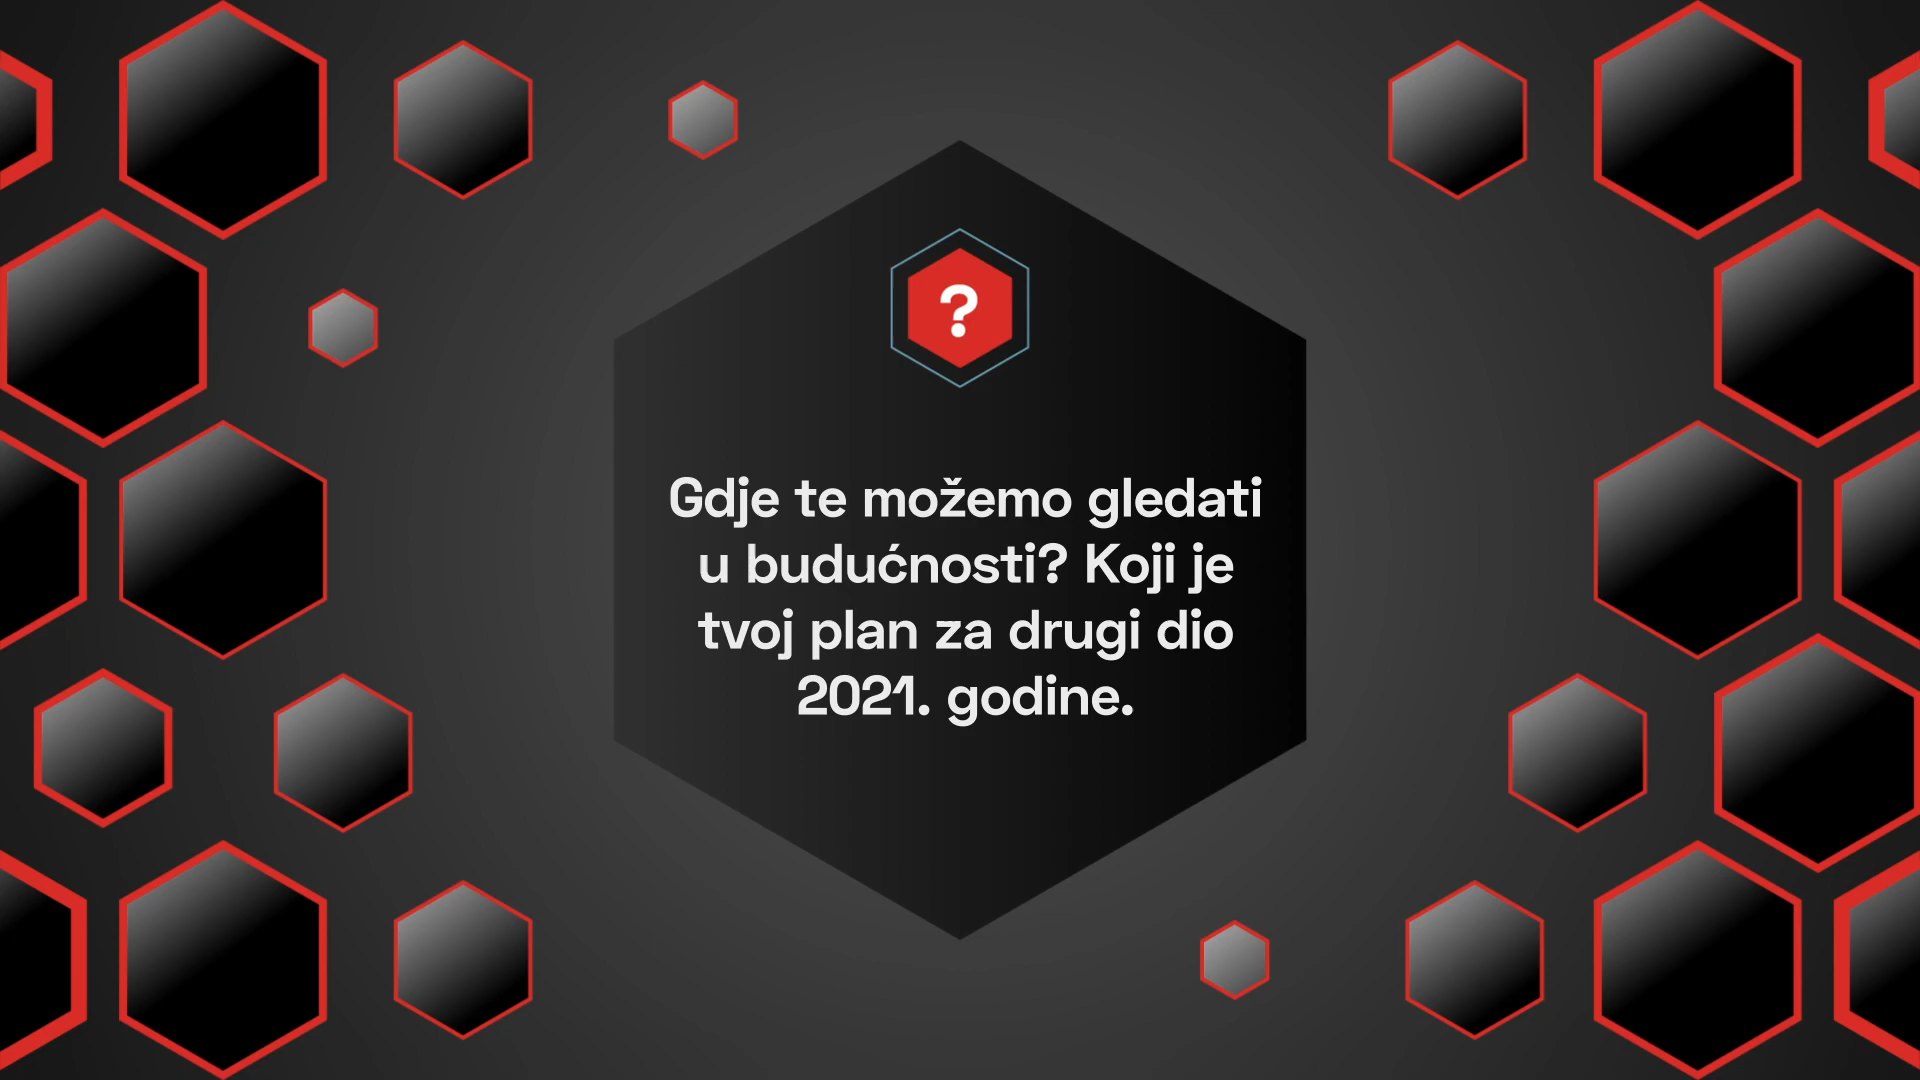 ?
Gdje te možemo gledati
u budućnosti? Koji je
tvoj plan za drugi dio
2021. godine.